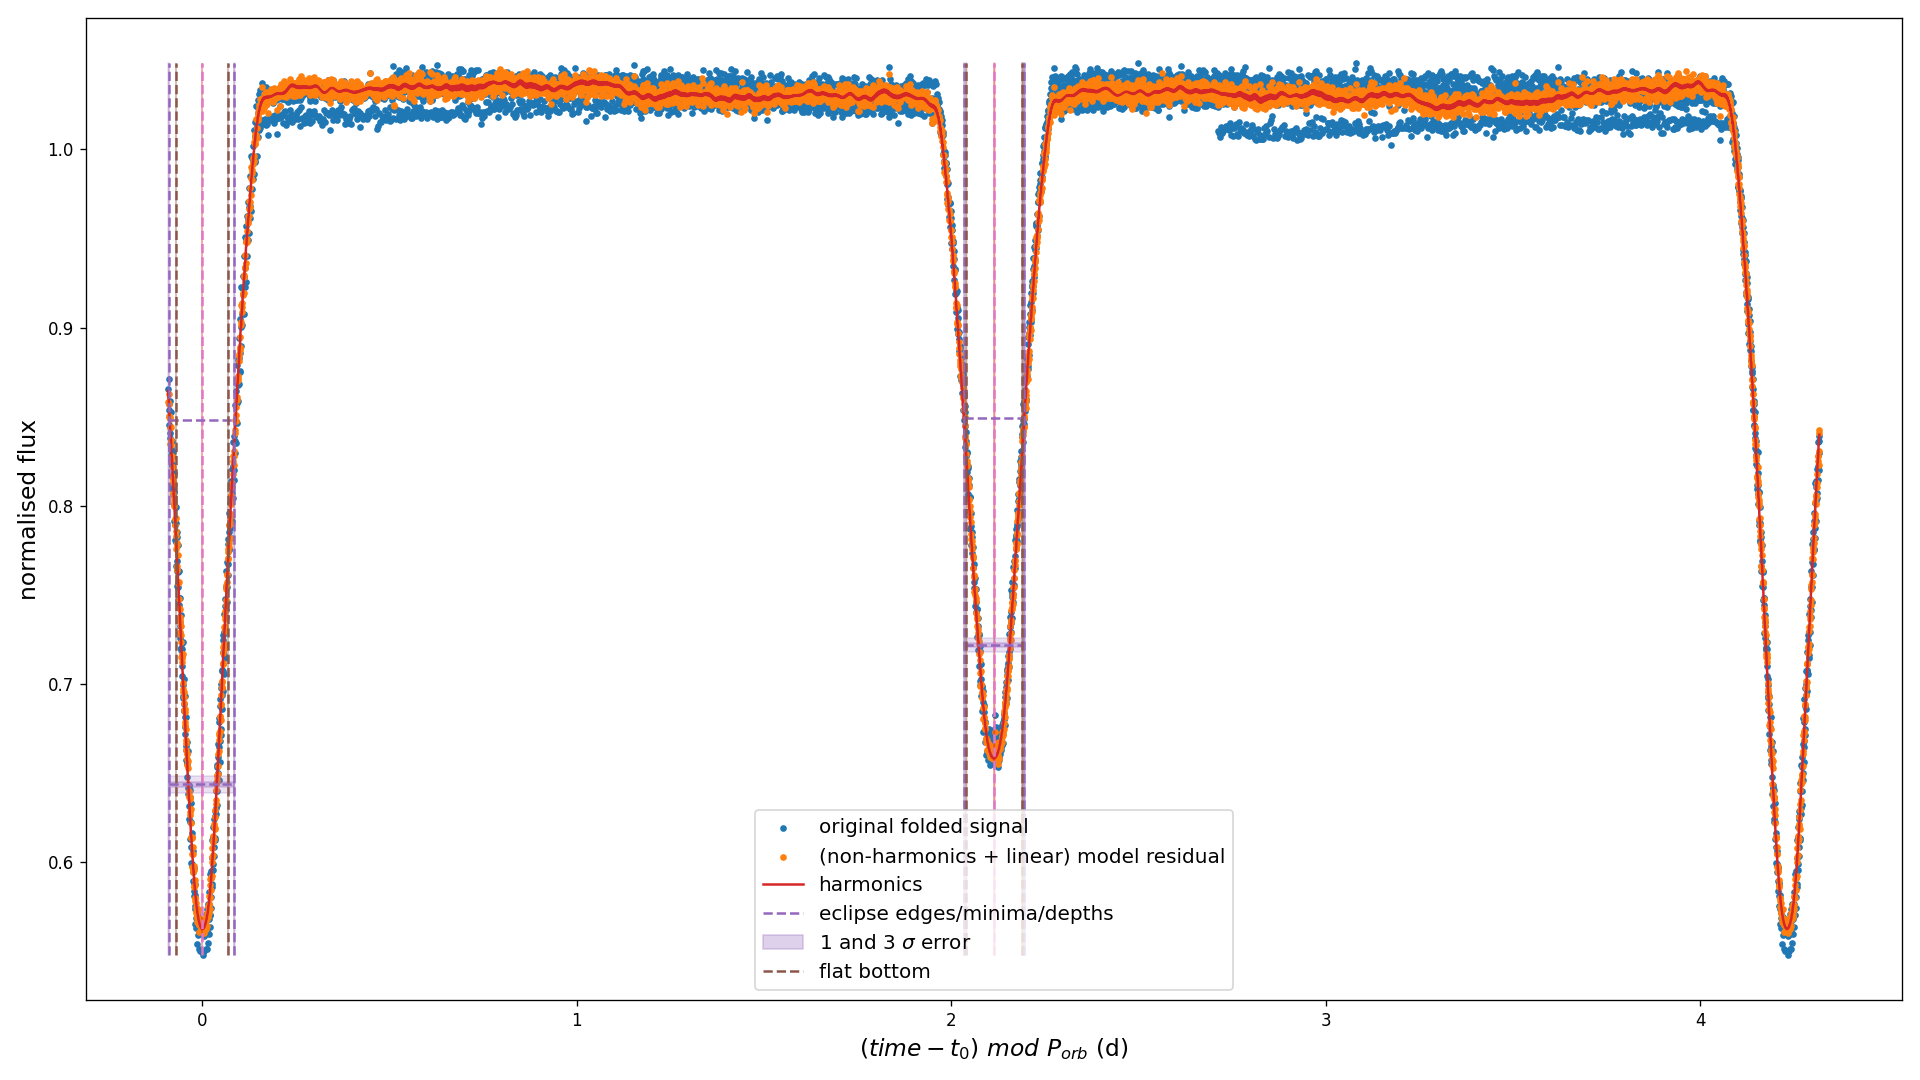 normalised flux
1.0
0.9
0.8
0.7
0.6
original folded signal
(non-harmonics + linear) model residual
harmonics
eclipse edges/minima/depths
1 and 3 σ error
flat bottom
0 1 2 3 4
(time − t₀) mod Pₒᵣb (d)